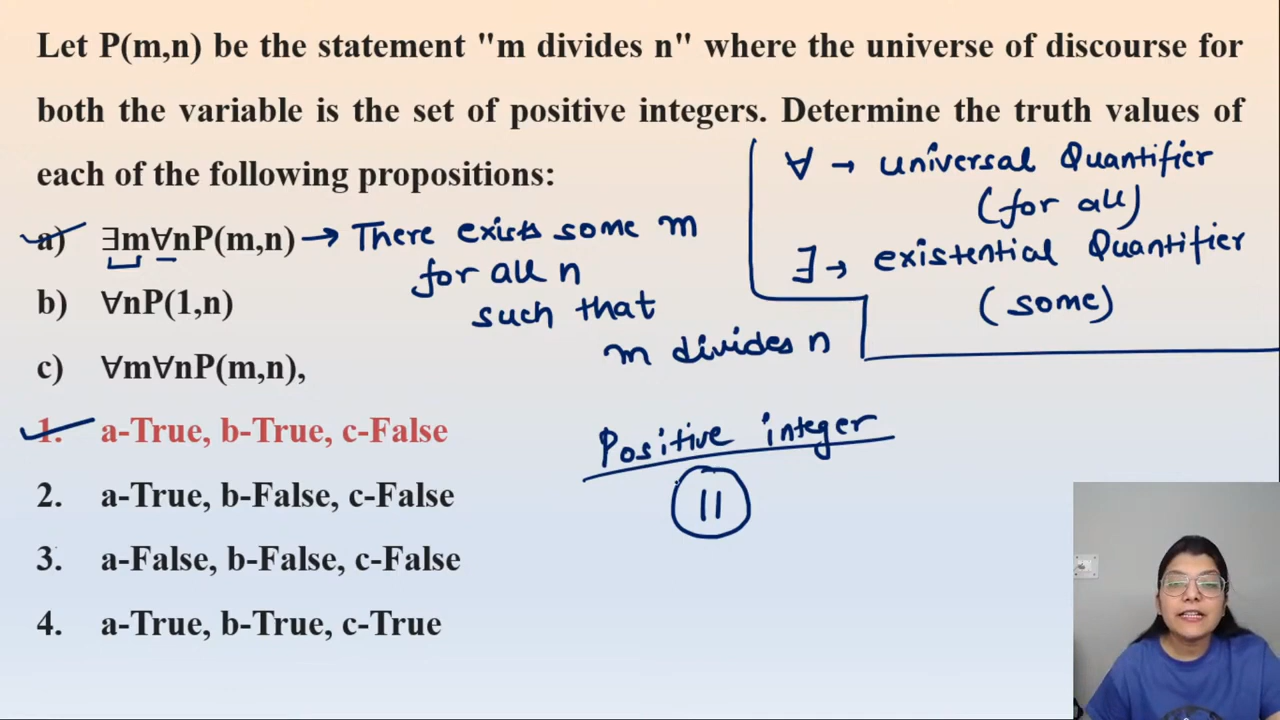 Let P(m,n) be the statement "m divides n" where the universe of discourse for
both the variable is the set of positive integers. Determine the truth values of
each of the following propositions:
∀ → universal Quantifier
(for all)
∃ → existential Quantifier
(some)
a) ∃m∀nP(m,n) → There exists some m
for all n
such that
m divides n
b) ∀nP(1,n)
c) ∀m∀nP(m,n),
1. a-True, b-True, c-False
2. a-True, b-False, c-False
3. a-False, b-False, c-False
4. a-True, b-True, c-True
Positive integer
11